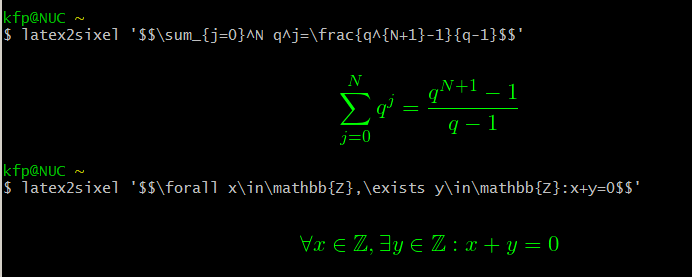 kfp@NUC ~
$ latex2sixel '$$\sum_{j=0}^N q^j=\frac{q^{N+1}-1}{q-1}$$'
N
∑ q^j = q^{N+1} − 1
j=0 q − 1
kfp@NUC ~
$ latex2sixel '$$\forall x\in\mathbb{Z},\exists y\in\mathbb{Z}:x+y=0$$'
∀x ∈ ℤ, ∃y ∈ ℤ : x + y = 0